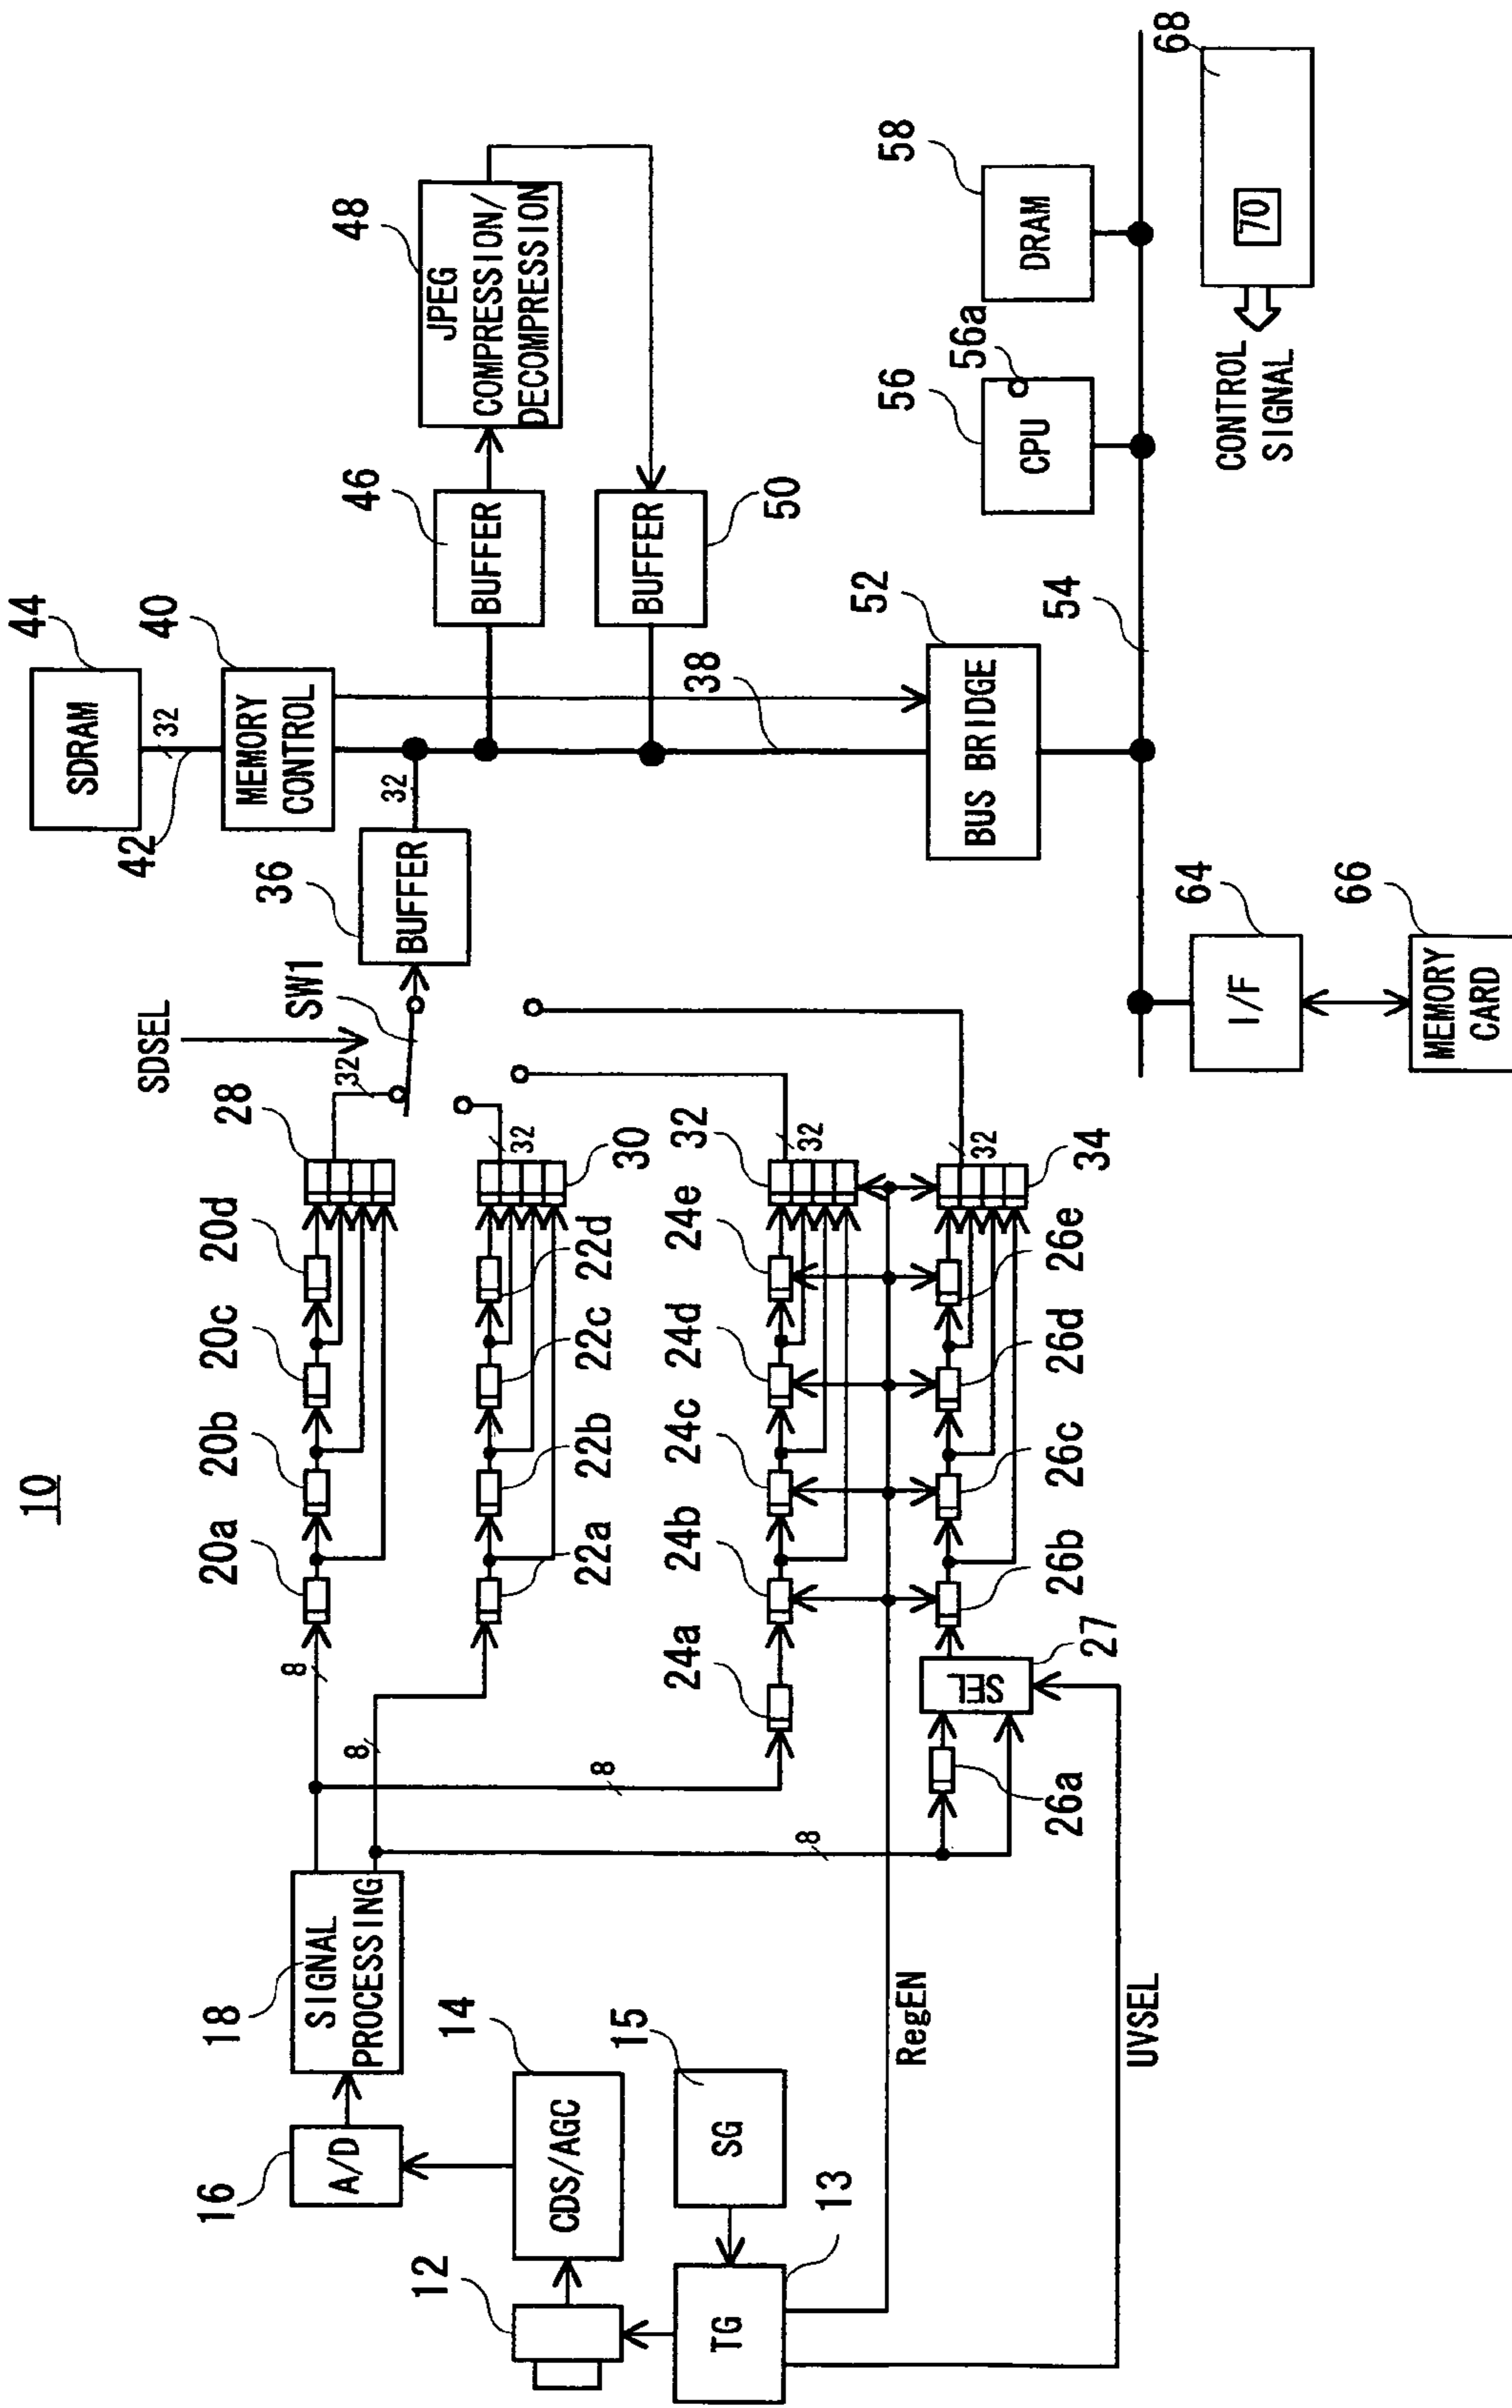 10
44
SDRAM
32
42
40
MEMORY
CONTROL
36
BUFFER
32
SDSEL
SW1
32
28
20d
20c
20b
20a
8
18
SIGNAL
PROCESSING
16
A/D
14
CDS/AGC
12
15
SG
13
TG
RegEN
UVSEL
8
8
8
30
32
22d
22c
22b
22a
32
32
24e
24d
24c
24b
24a
34
32
26e
26d
26c
26b
27
SEL
26a
46
BUFFER
48
JPEG
COMPRESSION/
DECOMPRESSION
50
BUFFER
38
52
BUS BRIDGE
54
56
CPU
56a
58
DRAM
64
I/F
66
MEMORY
CARD
68
70
CONTROL
SIGNAL